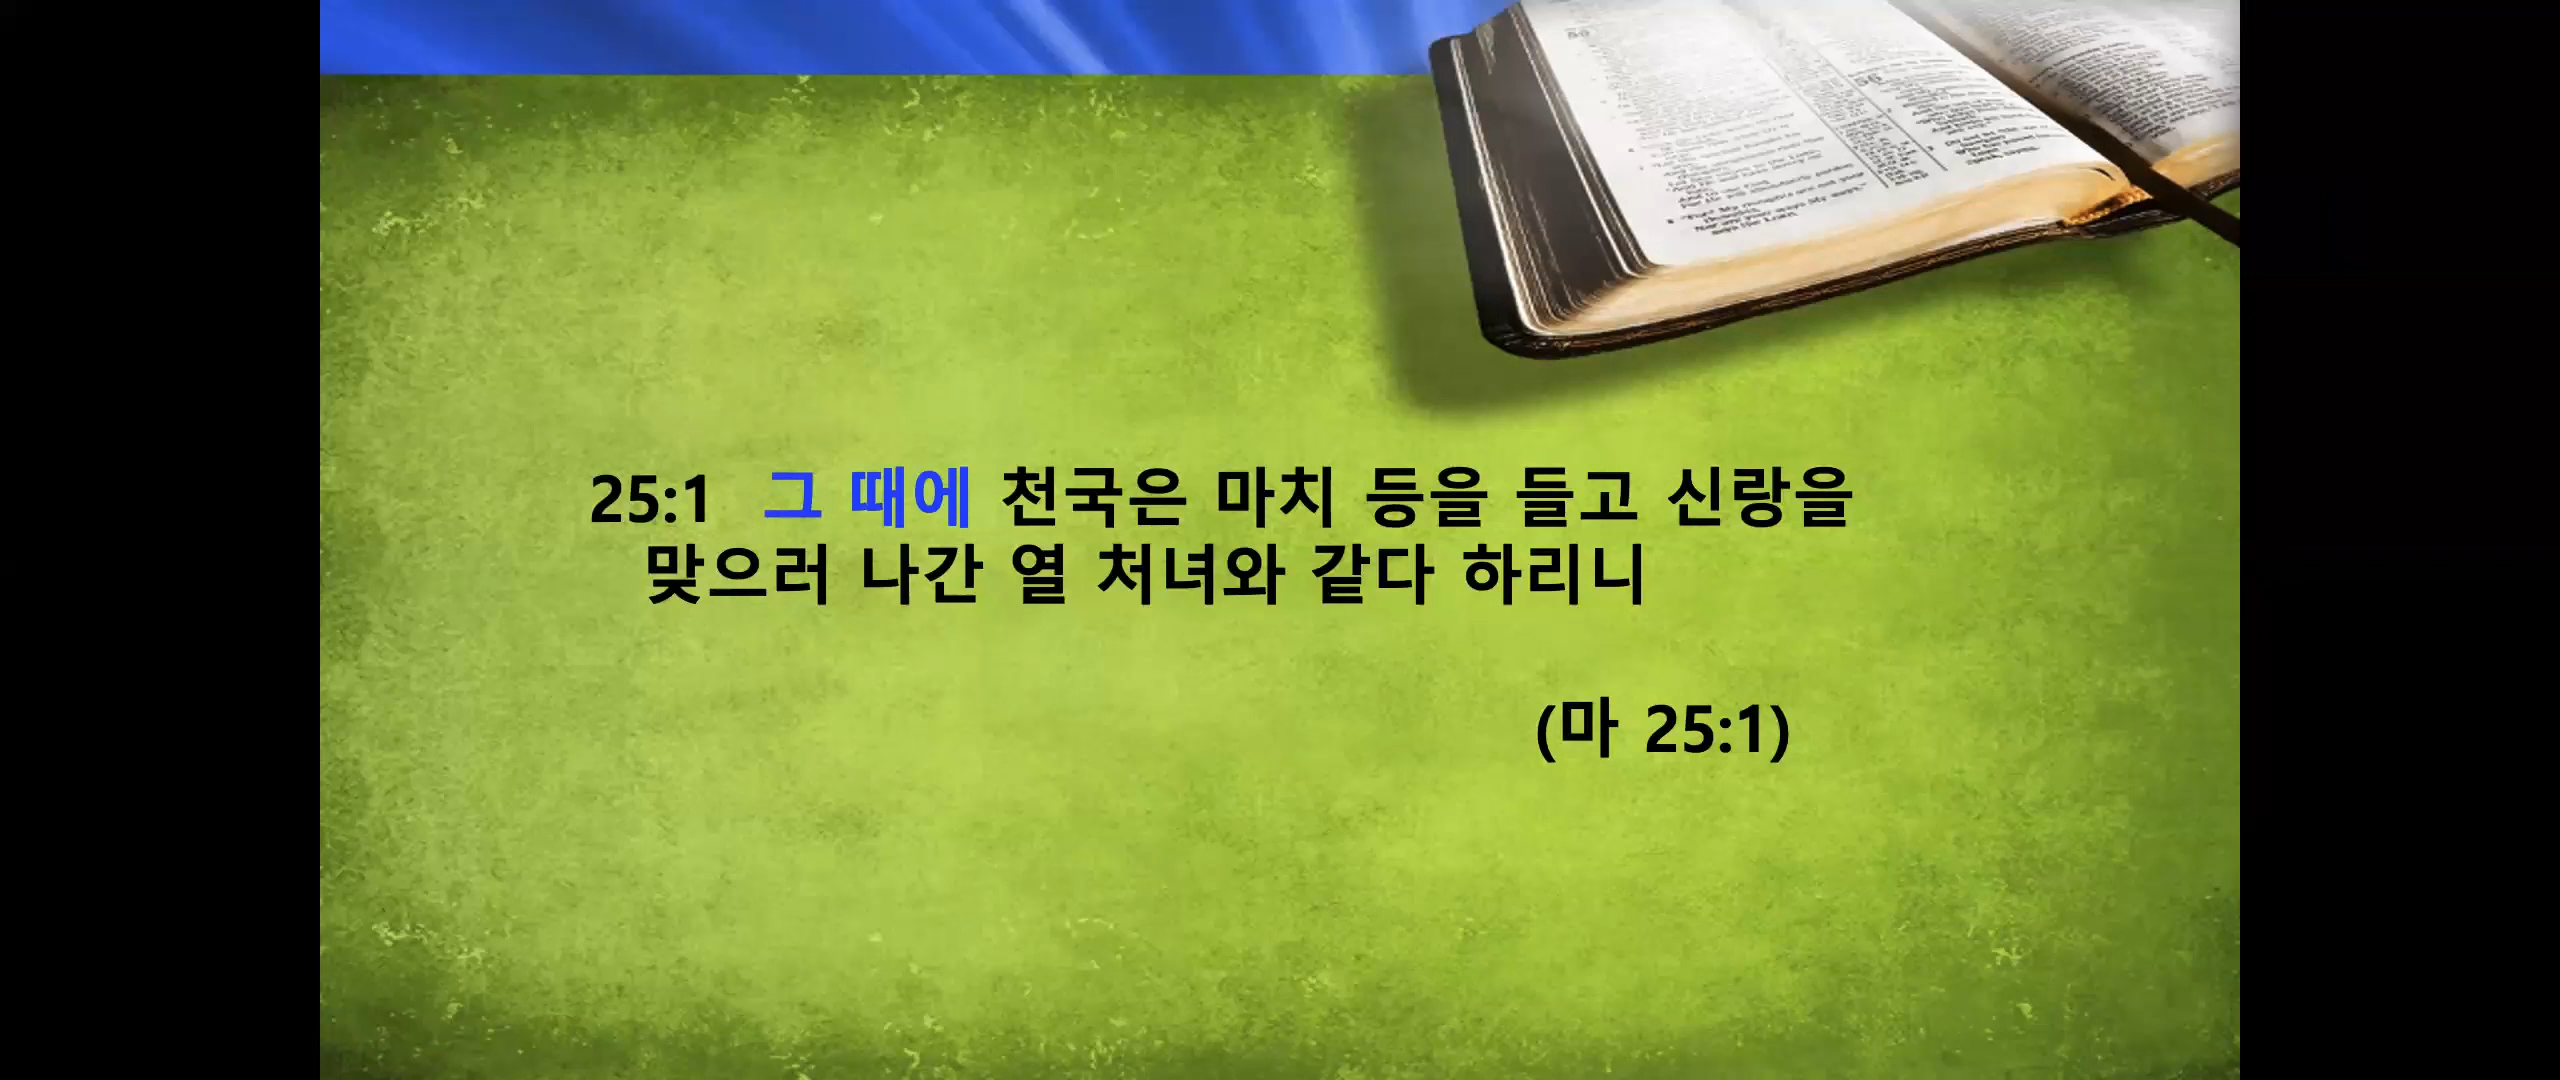 25:1 그 때에 천국은 마치 등을 들고 신랑을
맞으러 나간 열 처녀와 같다 하리니
(마 25:1)